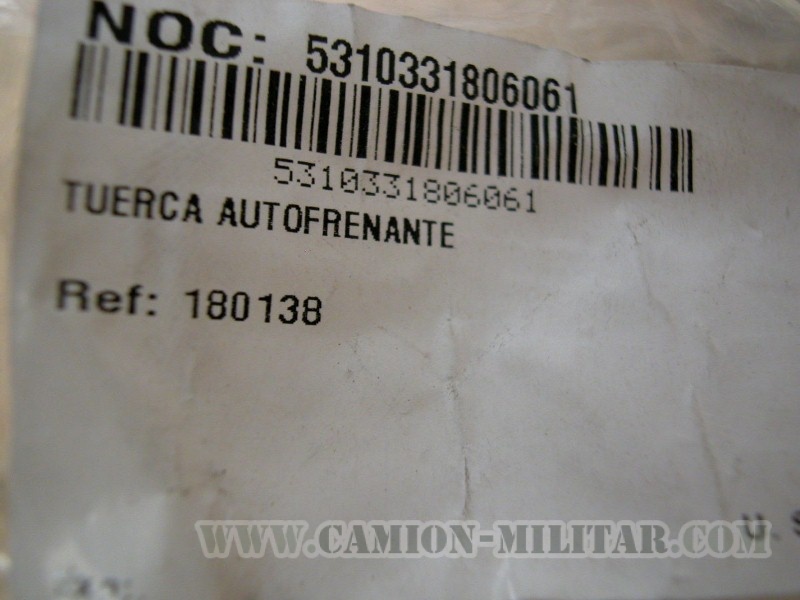 NOC: 5310331806061
5310331806061
TUERCA AUTOFRENANTE
Ref: 180138
U. S
WWW.CAMION-MILITAR.COM